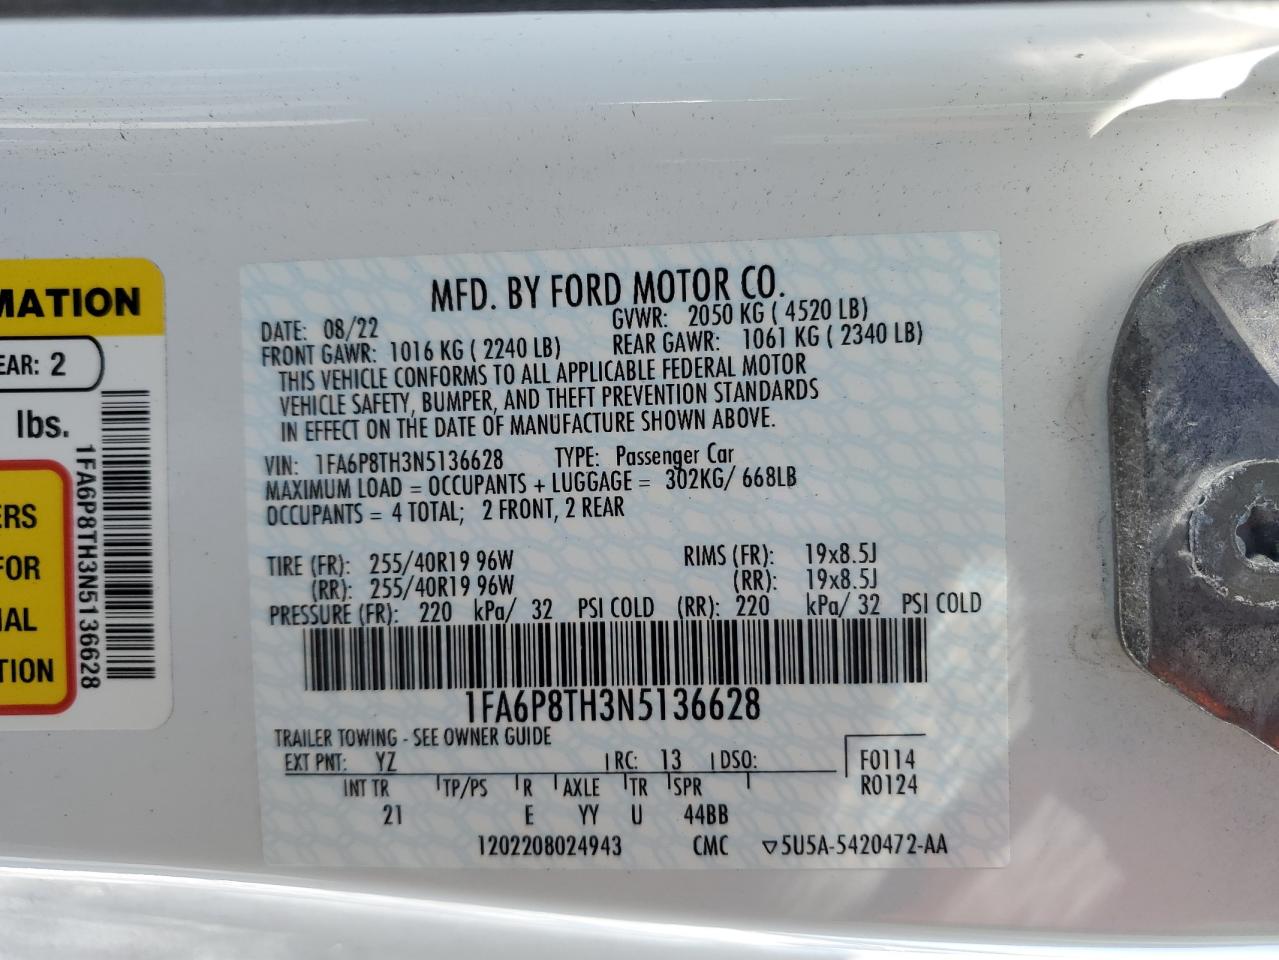 MATION
EAR: 2
lbs.
ERS
FOR
IAL
TION
1FA6P8TH3N5136628
MFD. BY FORD MOTOR CO.
DATE: 08/22 GVWR: 2050 KG ( 4520 LB)
FRONT GAWR: 1016 KG ( 2240 LB) REAR GAWR: 1061 KG ( 2340 LB)
THIS VEHICLE CONFORMS TO ALL APPLICABLE FEDERAL MOTOR
VEHICLE SAFETY, BUMPER, AND THEFT PREVENTION STANDARDS
IN EFFECT ON THE DATE OF MANUFACTURE SHOWN ABOVE.
VIN: 1FA6P8TH3N5136628 TYPE: Passenger Car
MAXIMUM LOAD = OCCUPANTS + LUGGAGE = 302KG/ 668LB
OCCUPANTS = 4 TOTAL; 2 FRONT, 2 REAR
TIRE (FR): 255/40R19 96W RIMS (FR): 19x8.5J
(RR): 255/40R19 96W (RR): 19x8.5J
PRESSURE (FR): 220 kPa/ 32 PSI COLD (RR): 220 kPa/ 32 PSI COLD
1FA6P8TH3N5136628
TRAILER TOWING - SEE OWNER GUIDE
EXT PNT: YZ RC: 13 DSO: F0114
R0124
INT TR TP/PS R AXLE TR SPR
21 E YY U 44BB
1202208024943 CMC ▽5U5A-5420472-AA